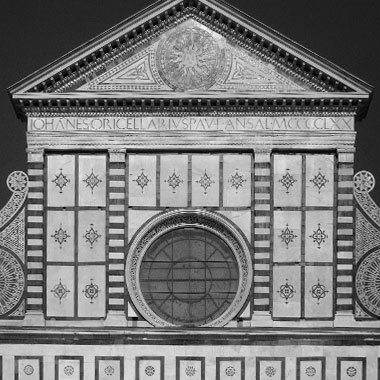 IOHANES ORICELLARIVS PAV F AN SAL MCCCCLXX